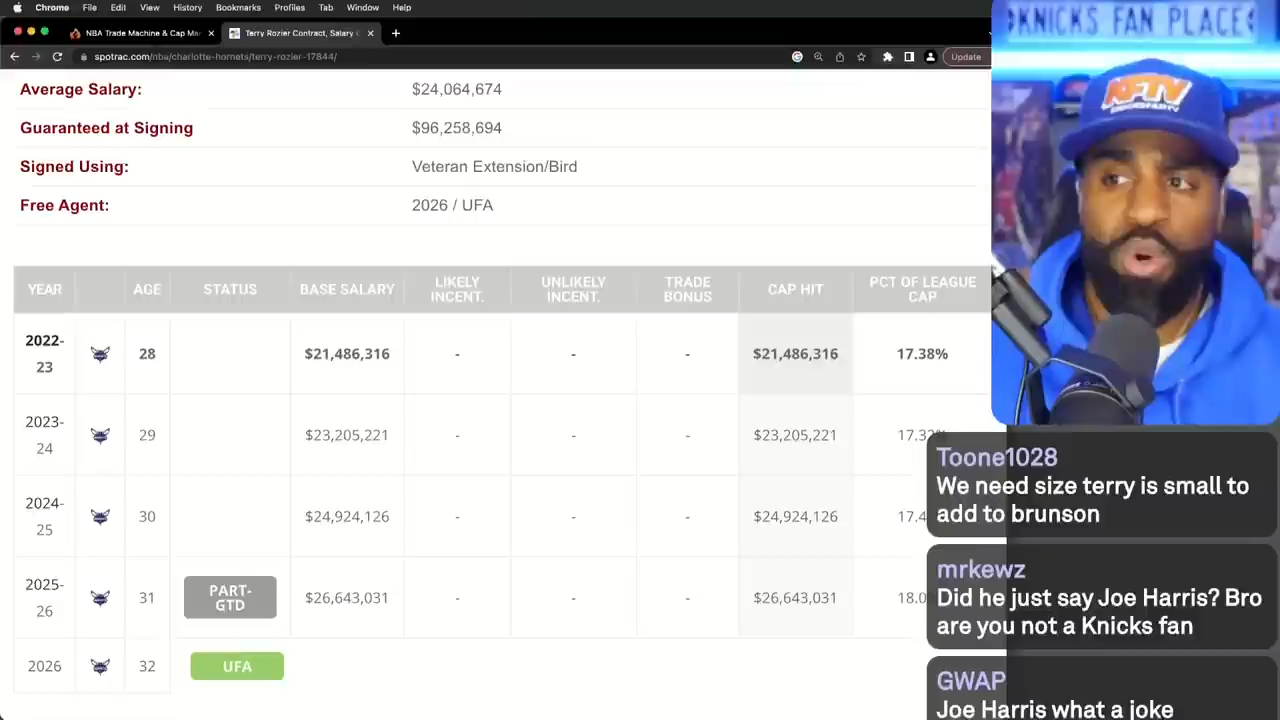 Chrome File Edit View History Bookmarks Profiles Tab Window Help
NBA Trade Machine & Cap Ma
Terry Rozier Contract, Salary
spotrac.com/nba/charlotte-hornets/terry-rozier-17844/
Update
KNICKS FAN PLACE
KFTV
Average Salary: $24,064,674
Guaranteed at Signing $96,258,694
Signed Using: Veteran Extension/Bird
Free Agent: 2026 / UFA
YEAR AGE STATUS BASE SALARY LIKELY INCENT. UNLIKELY INCENT. TRADE BONUS CAP HIT PCT OF LEAGUE CAP
2022-23 28 $21,486,316 - - - $21,486,316 17.38%
2023-24 29 $23,205,221 - - - $23,205,221 17.32%
2024-25 30 $24,924,126 - - - $24,924,126 17.4
2025-26 31 PART-GTD $26,643,031 - - - $26,643,031 18.0
2026 32 UFA
Toone1028
We need size terry is small to
add to brunson
mrkewz
Did he just say Joe Harris? Bro
are you not a Knicks fan
GWAP
Joe Harris what a joke